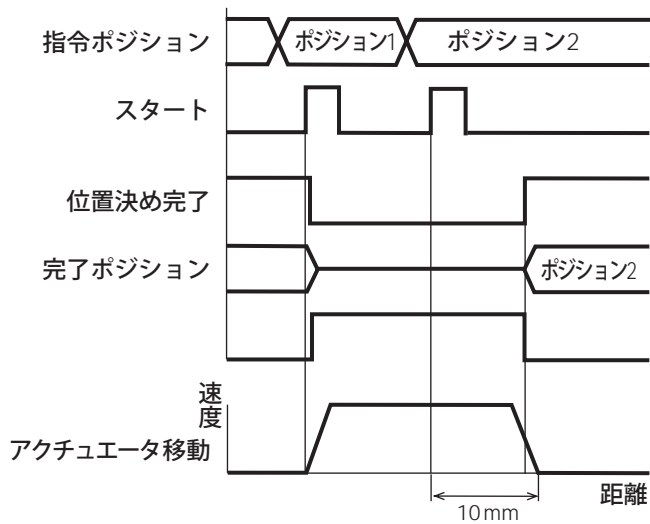 指令ポジション
ポジション1
ポジション2
スタート
位置決め完了
完了ポジション
ポジション2
速度
アクチュエータ移動
距離
10mm